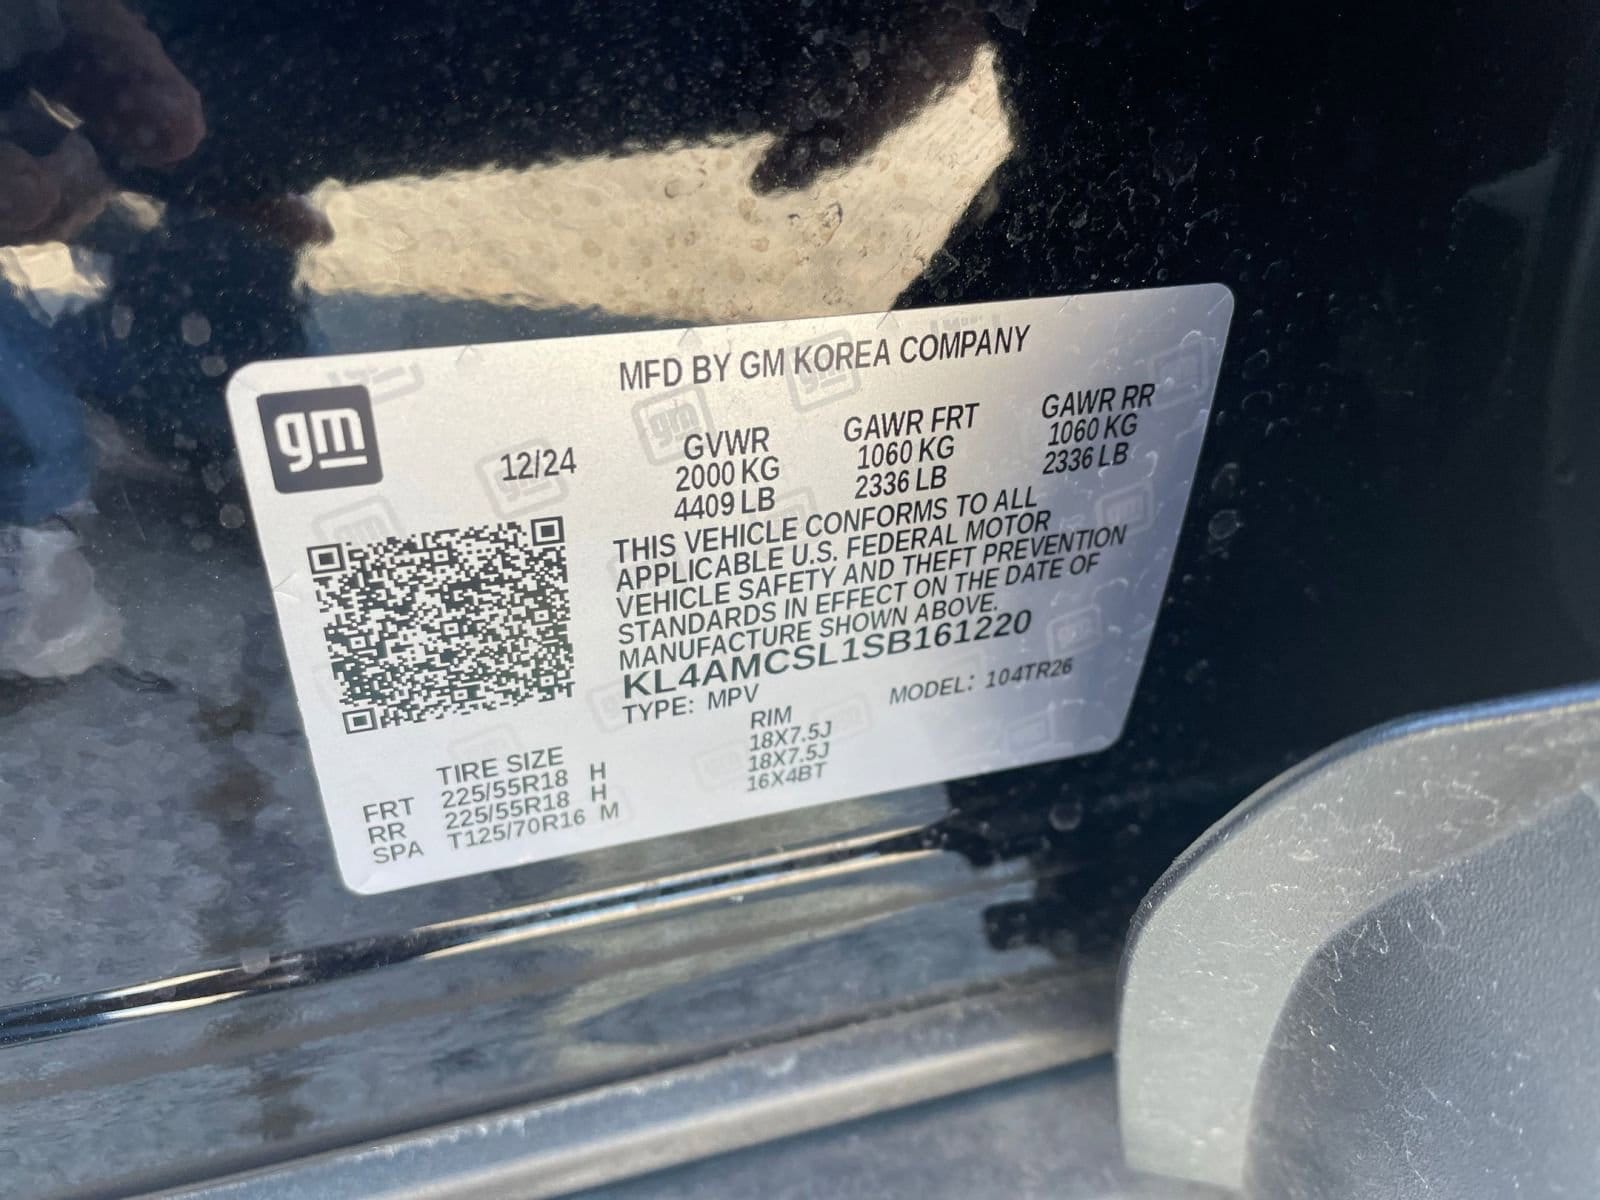 gm
MFD BY GM KOREA COMPANY
12/24
GVWR GAWR FRT GAWR RR
2000 KG 1060 KG 1060 KG
4409 LB 2336 LB 2336 LB
THIS VEHICLE CONFORMS TO ALL
APPLICABLE U.S. FEDERAL MOTOR
VEHICLE SAFETY AND THEFT PREVENTION
STANDARDS IN EFFECT ON THE DATE OF
MANUFACTURE SHOWN ABOVE.
KL4AMCSL1SB161220
TYPE: MPV MODEL: 104TR26
TIRE SIZE RIM
FRT 225/55R18 H 18X7.5J
RR 225/55R18 H 18X7.5J
SPA T125/70R16 M 16X4BT